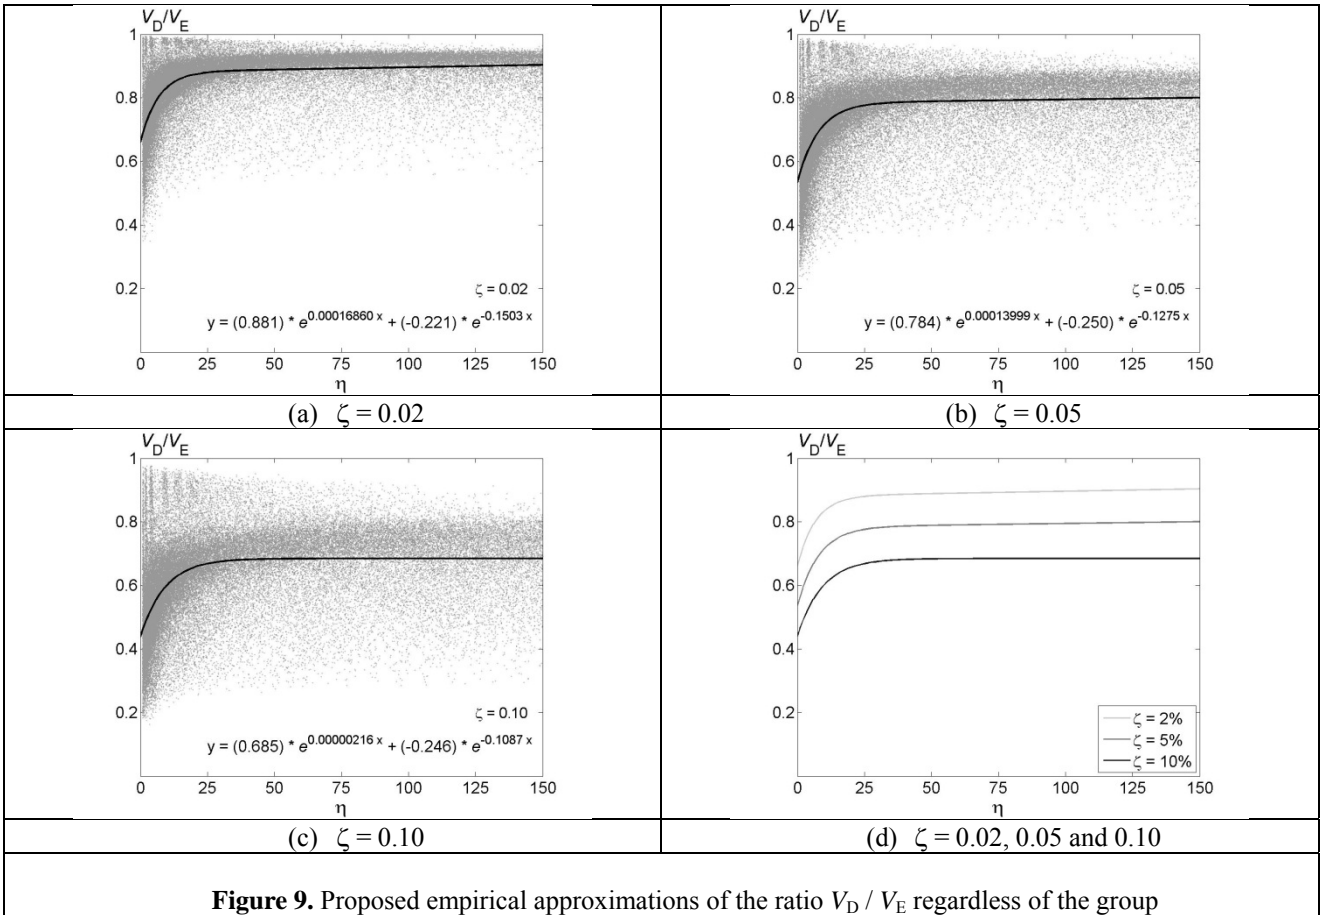 V_D/V_E
1
0.8
0.6
0.4
0.2
ζ = 0.02
y = (0.881) * e^0.00016860 x + (-0.221) * e^-0.1503 x
0 25 50 75 100 125 150
η
(a) ζ = 0.02
V_D/V_E
1
0.8
0.6
0.4
0.2
ζ = 0.05
y = (0.784) * e^0.00013999 x + (-0.250) * e^-0.1275 x
0 25 50 75 100 125 150
η
(b) ζ = 0.05
V_D/V_E
1
0.8
0.6
0.4
0.2
ζ = 0.10
y = (0.685) * e^0.00000216 x + (-0.246) * e^-0.1087 x
0 25 50 75 100 125 150
η
(c) ζ = 0.10
V_D/V_E
1
0.8
0.6
0.4
0.2
ζ = 2%
ζ = 5%
ζ = 10%
0 25 50 75 100 125 150
η
(d) ζ = 0.02, 0.05 and 0.10
Figure 9. Proposed empirical approximations of the ratio V_D / V_E regardless of the group